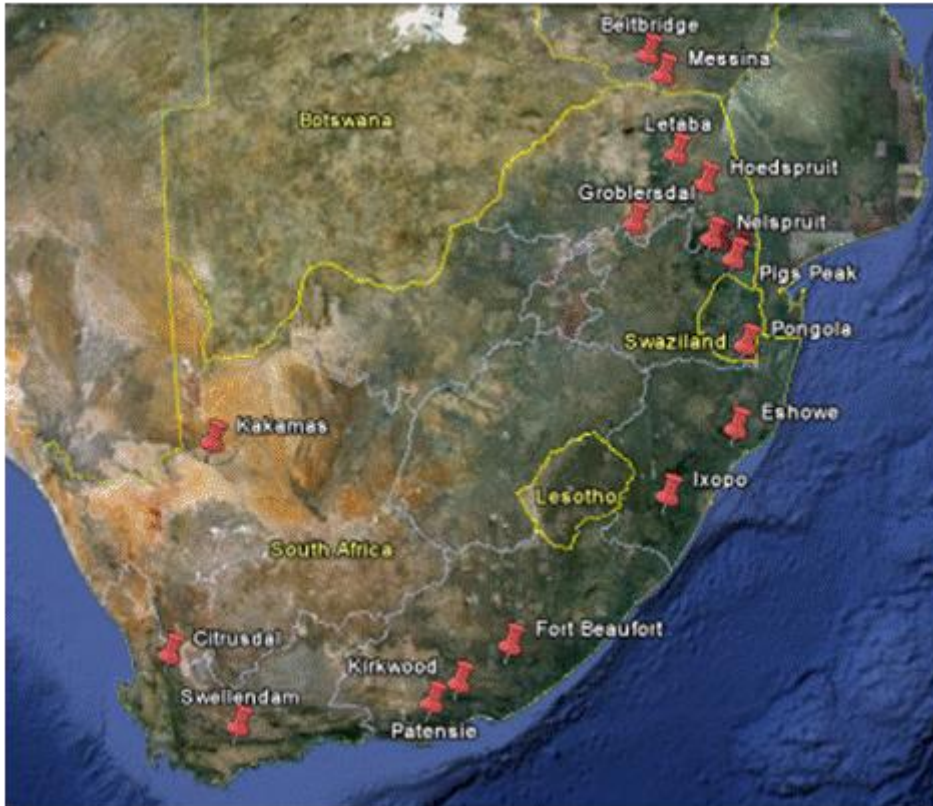 Beitbridge
Messina
Botswana
Letaba
Hoedspruit
Groblersdal
Nelspruit
Pigs Peak
Swaziland
Pongola
Eshowe
Kakamas
Ixopo
Lesotho
South Africa
Fort Beaufort
Citrusdal
Kirkwood
Swellendam
Patensie